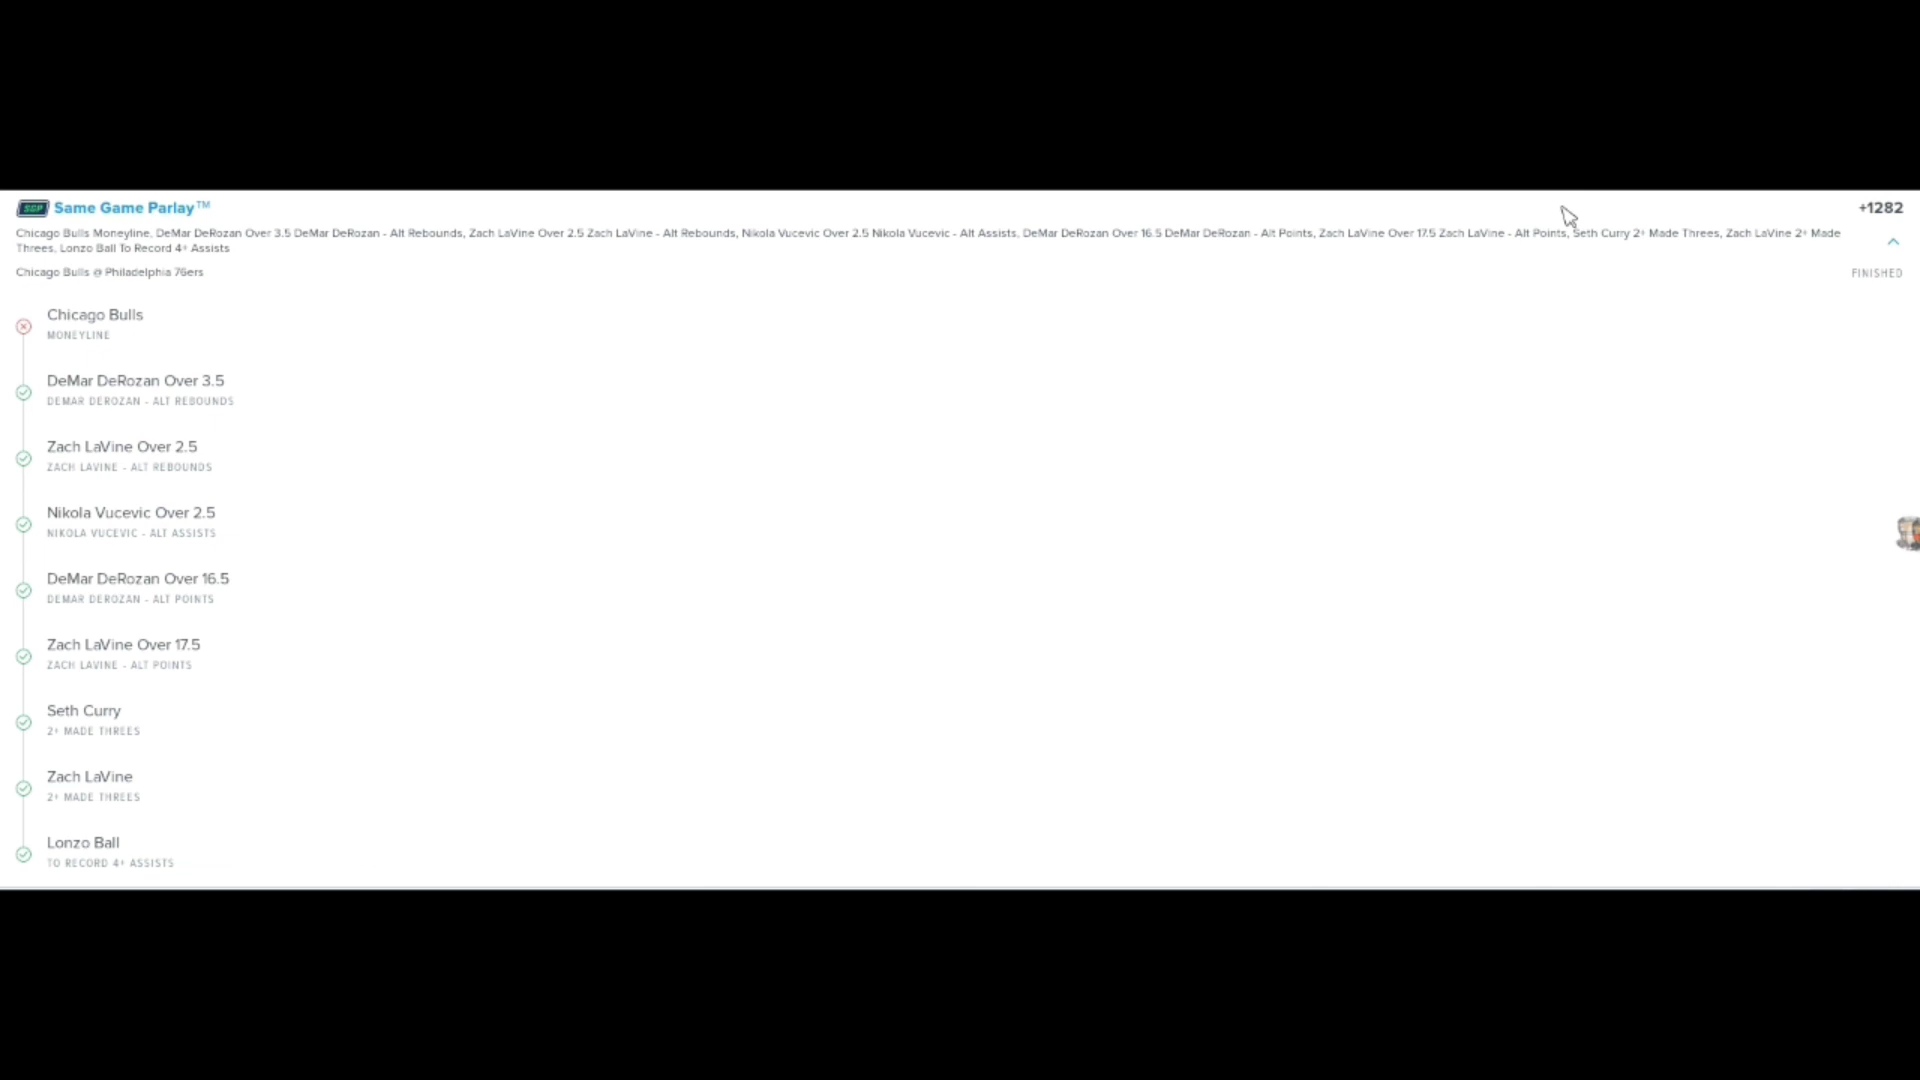 SGP Same Game Parlay™ +1282
Chicago Bulls Moneyline, DeMar DeRozan Over 3.5 DeMar DeRozan - Alt Rebounds, Zach LaVine Over 2.5 Zach LaVine - Alt Rebounds, Nikola Vucevic Over 2.5 Nikola Vucevic - Alt Assists, DeMar DeRozan Over 16.5 DeMar DeRozan - Alt Points, Zach LaVine Over 17.5 Zach LaVine - Alt Points, Seth Curry 2+ Made Threes, Zach LaVine 2+ Made
Threes, Lonzo Ball To Record 4+ Assists
Chicago Bulls @ Philadelphia 76ers FINISHED
Chicago Bulls
MONEYLINE
DeMar DeRozan Over 3.5
DEMAR DEROZAN - ALT REBOUNDS
Zach LaVine Over 2.5
ZACH LAVINE - ALT REBOUNDS
Nikola Vucevic Over 2.5
NIKOLA VUCEVIC - ALT ASSISTS
DeMar DeRozan Over 16.5
DEMAR DEROZAN - ALT POINTS
Zach LaVine Over 17.5
ZACH LAVINE - ALT POINTS
Seth Curry
2+ MADE THREES
Zach LaVine
2+ MADE THREES
Lonzo Ball
TO RECORD 4+ ASSISTS